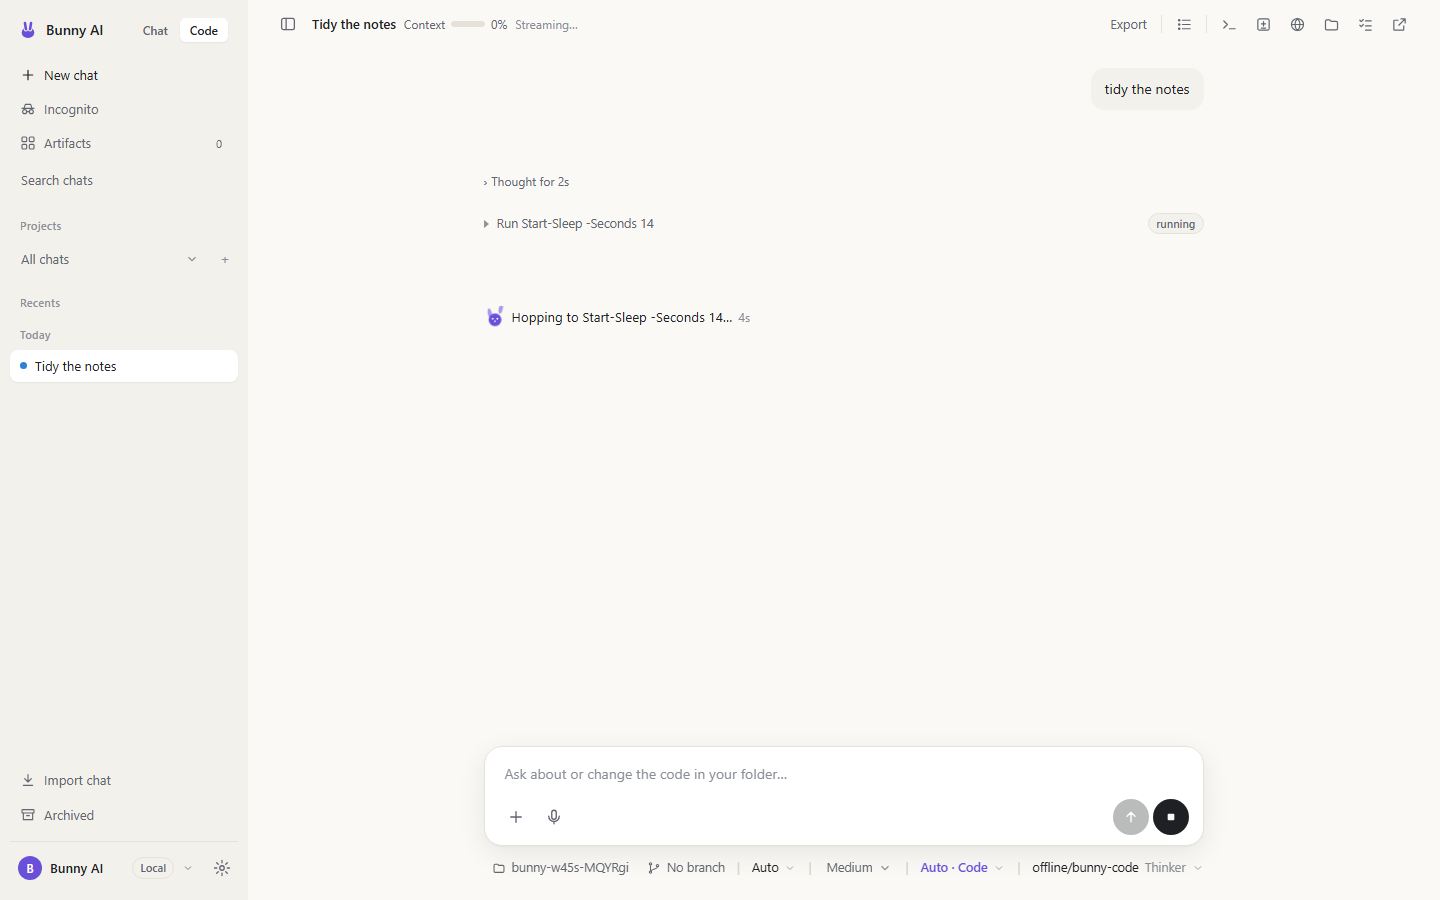 Bunny AI
Chat
Code
New chat
Incognito
Artifacts
0
Search chats
Projects
All chats
+
Recents
Today
Tidy the notes
Import chat
Archived
B
Bunny AI
Local
Tidy the notes
Context
0%
Streaming...
Export
tidy the notes
› Thought for 2s
Run Start-Sleep -Seconds 14
running
Hopping to Start-Sleep -Seconds 14... 4s
Ask about or change the code in your folder...
bunny-w45s-MQYRgi
No branch
Auto
Medium
Auto · Code
offline/bunny-code Thinker